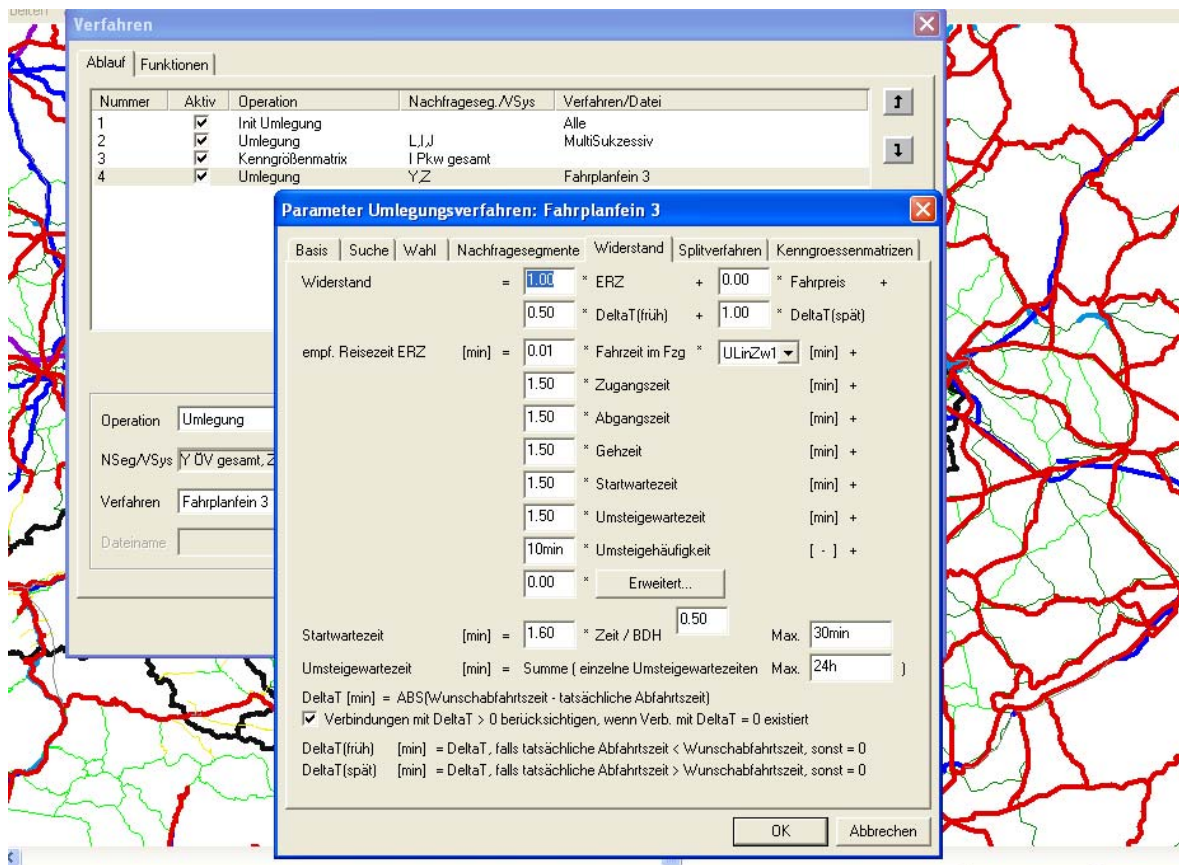 Verfahren
Ablauf Funktionen
Nummer Aktiv Operation Nachfrageseg./VSys Verfahren/Datei
1 Init Umlegung Alle
2 Umlegung L,I,J MultiSukzessiv
3 Kenngrößenmatrix I Pkw gesamt
4 Umlegung Y,Z Fahrplanfein 3
Operation Umlegung
NSeg/VSys Y ÖV gesamt, Z
Verfahren Fahrplanfein 3
Dateiname
Parameter Umlegungsverfahren: Fahrplanfein 3
Basis Suche Wahl Nachfragesegmente Widerstand Splitverfahren Kenngroessenmatrizen
Widerstand = 1.00 * ERZ + 0.00 * Fahrpreis +
0.50 * DeltaT(früh) + 1.00 * DeltaT(spät)
empf. Reisezeit ERZ [min] = 0.01 * Fahrzeit im Fzg * ULinZw1 [min] +
1.50 * Zugangszeit [min] +
1.50 * Abgangszeit [min] +
1.50 * Gehzeit [min] +
1.50 * Startwartezeit [min] +
1.50 * Umsteigewartezeit [min] +
10min * Umsteigehäufigkeit [ - ] +
0.00 * Erweitert...
Startwartezeit [min] = 1.60 * Zeit / BDH 0.50 Max. 30min
Umsteigewartezeit [min] = Summe ( einzelne Umsteigewartezeiten Max. 24h )
DeltaT [min] = ABS(Wunschabfahrtszeit - tatsächliche Abfahrtszeit)
Verbindungen mit DeltaT > 0 berücksichtigen, wenn Verb. mit DeltaT = 0 existiert
DeltaT(früh) [min] = DeltaT, falls tatsächliche Abfahrtszeit < Wunschabfahrtszeit, sonst = 0
DeltaT(spät) [min] = DeltaT, falls tatsächliche Abfahrtszeit > Wunschabfahrtszeit, sonst = 0
OK Abbrechen